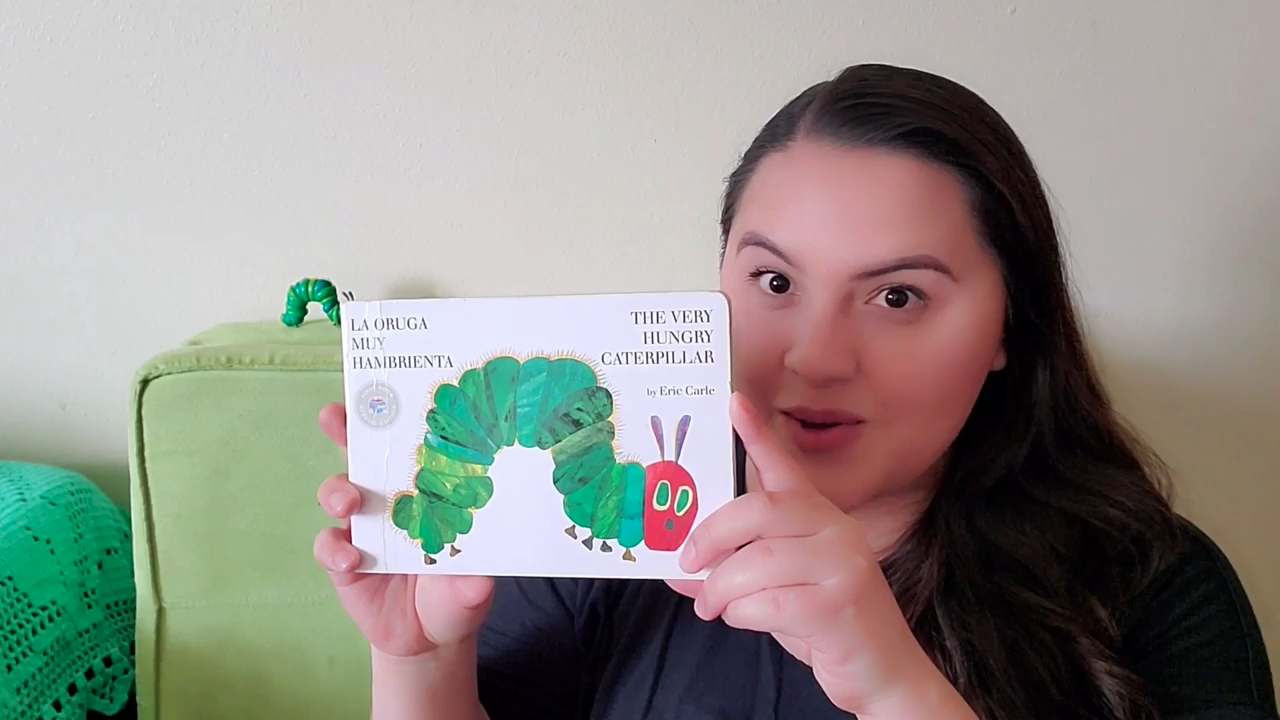 LA ORUGA
MUY
HAMBRIENTA
THE VERY
HUNGRY
CATERPILLAR
by Eric Carle